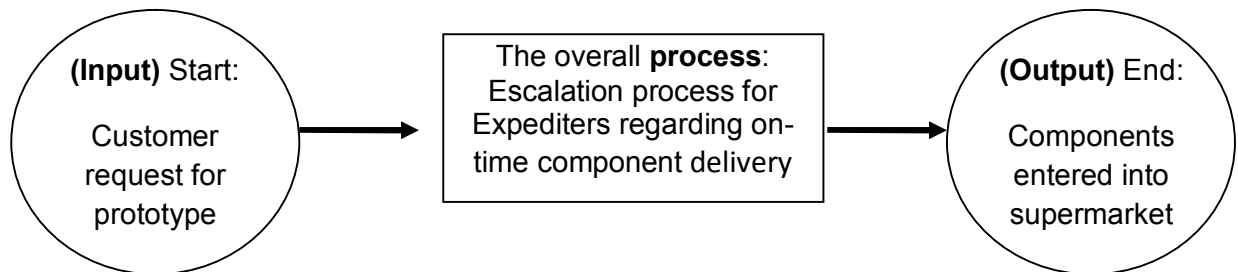 (Input) Start:
Customer
request for
prototype
The overall process:
Escalation process for
Expediters regarding on-
time component delivery
(Output) End:
Components
entered into
supermarket